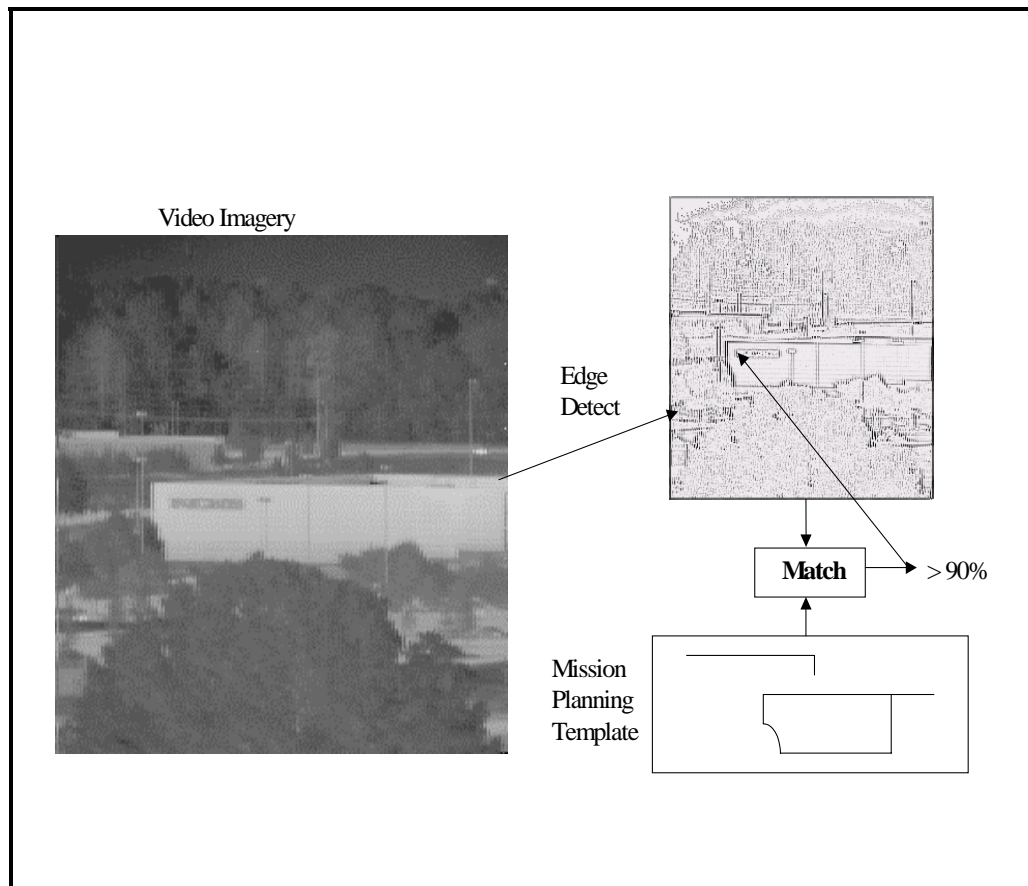 Video Imagery
Edge
Detect
Match
> 90%
Mission
Planning
Template